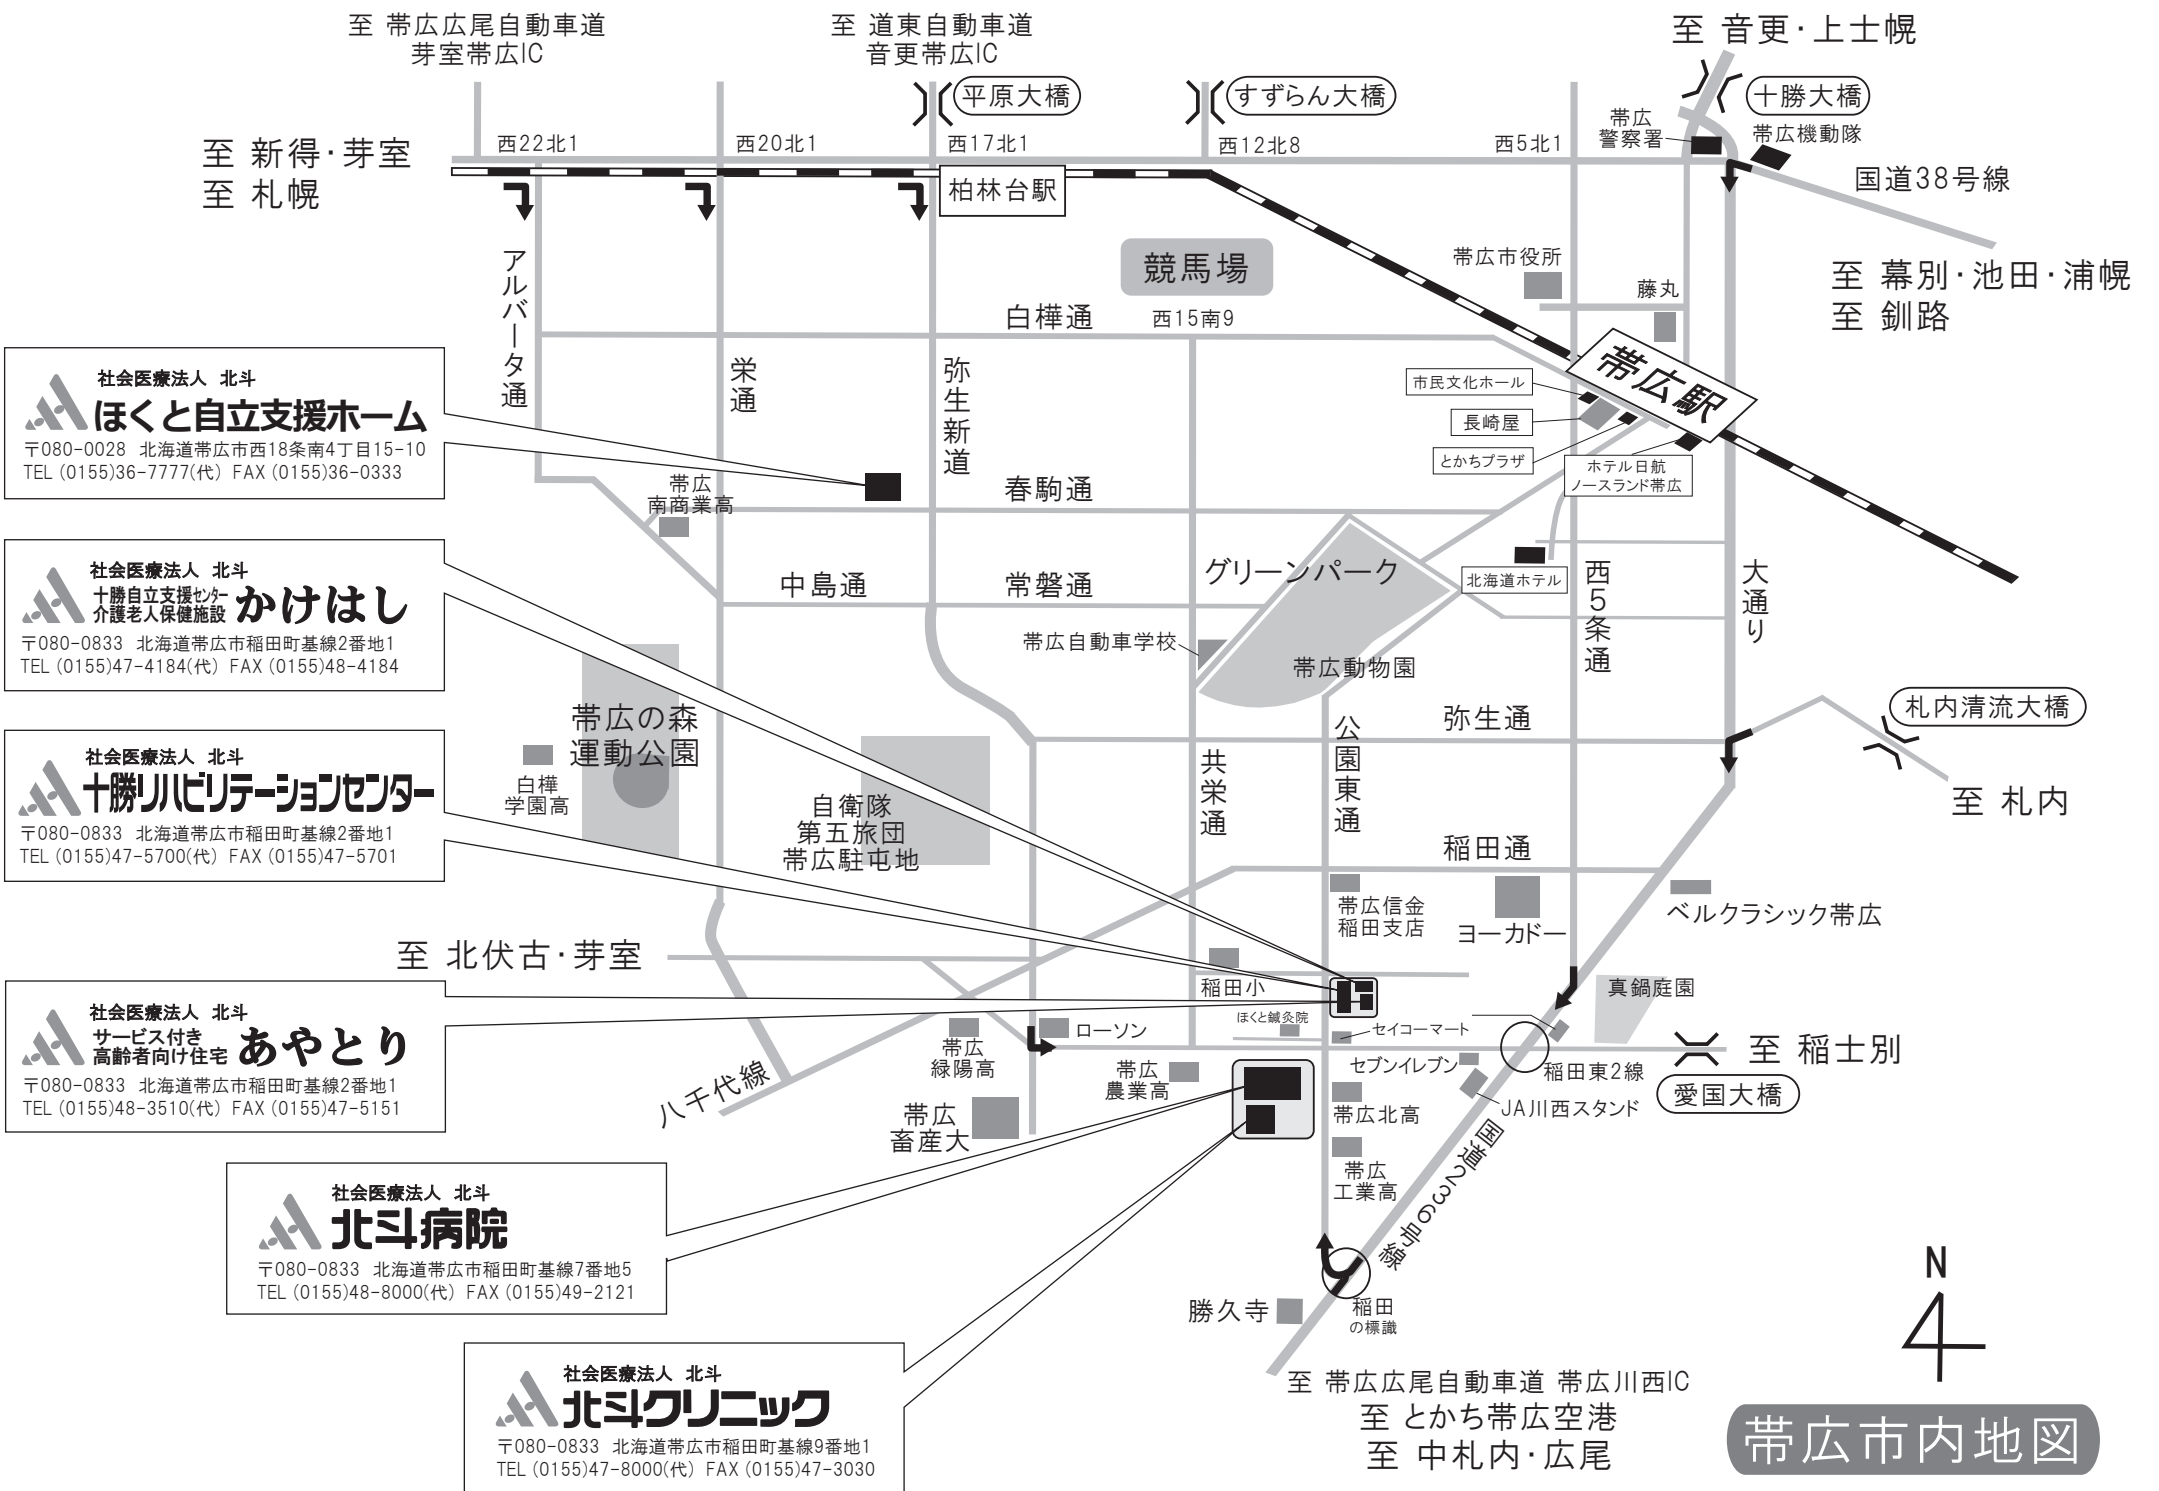 至 帯広広尾自動車道
芽室帯広IC
至 道東自動車道
音更帯広IC
至 音更・上士幌
平原大橋
すずらん大橋
十勝大橋
帯広
警察署
帯広機動隊
至 新得・芽室
至 札幌
西22北1
西20北1
西17北1
西12北8
西5北1
柏林台駅
国道38号線
至 幕別・池田・浦幌
至 釧路
競馬場
帯広市役所
藤丸
白樺通
西15南9
アルバータ通
栄通
弥生新道
帯広駅
市民文化ホール
長崎屋
とかちプラザ
ホテル日航
ノースランド帯広
社会医療法人 北斗
ほくと自立支援ホーム
〒080-0028 北海道帯広市西18条南4丁目15-10
TEL (0155)36-7777(代) FAX (0155)36-0333
帯広
南商業高
春駒通
中島通
常磐通
グリーンパーク
北海道ホテル
西5条通
大通り
帯広自動車学校
帯広動物園
社会医療法人 北斗
十勝自立支援センター
介護老人保健施設 かけはし
〒080-0833 北海道帯広市稲田町基線2番地1
TEL (0155)47-4184(代) FAX (0155)48-4184
帯広の森
運動公園
白樺
学園高
自衛隊
第五旅団
帯広駐屯地
共栄通
公園東通
弥生通
札内清流大橋
至 札内
社会医療法人 北斗
十勝リハビリテーションセンター
〒080-0833 北海道帯広市稲田町基線2番地1
TEL (0155)47-5700(代) FAX (0155)47-5701
稲田通
帯広信金
稲田支店
ヨーカドー
ベルクラシック帯広
至 北伏古・芽室
稲田小
真鍋庭園
ほくと鍼灸院
セイコーマート
セブンイレブン
稲田東2線
至 稲士別
愛国大橋
JA川西スタンド
社会医療法人 北斗
サービス付き
高齢者向け住宅 あやとり
〒080-0833 北海道帯広市稲田町基線2番地1
TEL (0155)48-3510(代) FAX (0155)47-5151
八千代線
帯広
緑陽高
ローソン
帯広
農業高
帯広
畜産大
帯広北高
帯広
工業高
国道236号線
社会医療法人 北斗
北斗病院
〒080-0833 北海道帯広市稲田町基線7番地5
TEL (0155)48-8000(代) FAX (0155)49-2121
勝久寺
稲田
の標識
社会医療法人 北斗
北斗クリニック
〒080-0833 北海道帯広市稲田町基線9番地1
TEL (0155)47-8000(代) FAX (0155)47-3030
至 帯広広尾自動車道 帯広川西IC
至 とかち帯広空港
至 中札内・広尾
N
帯広市内地図